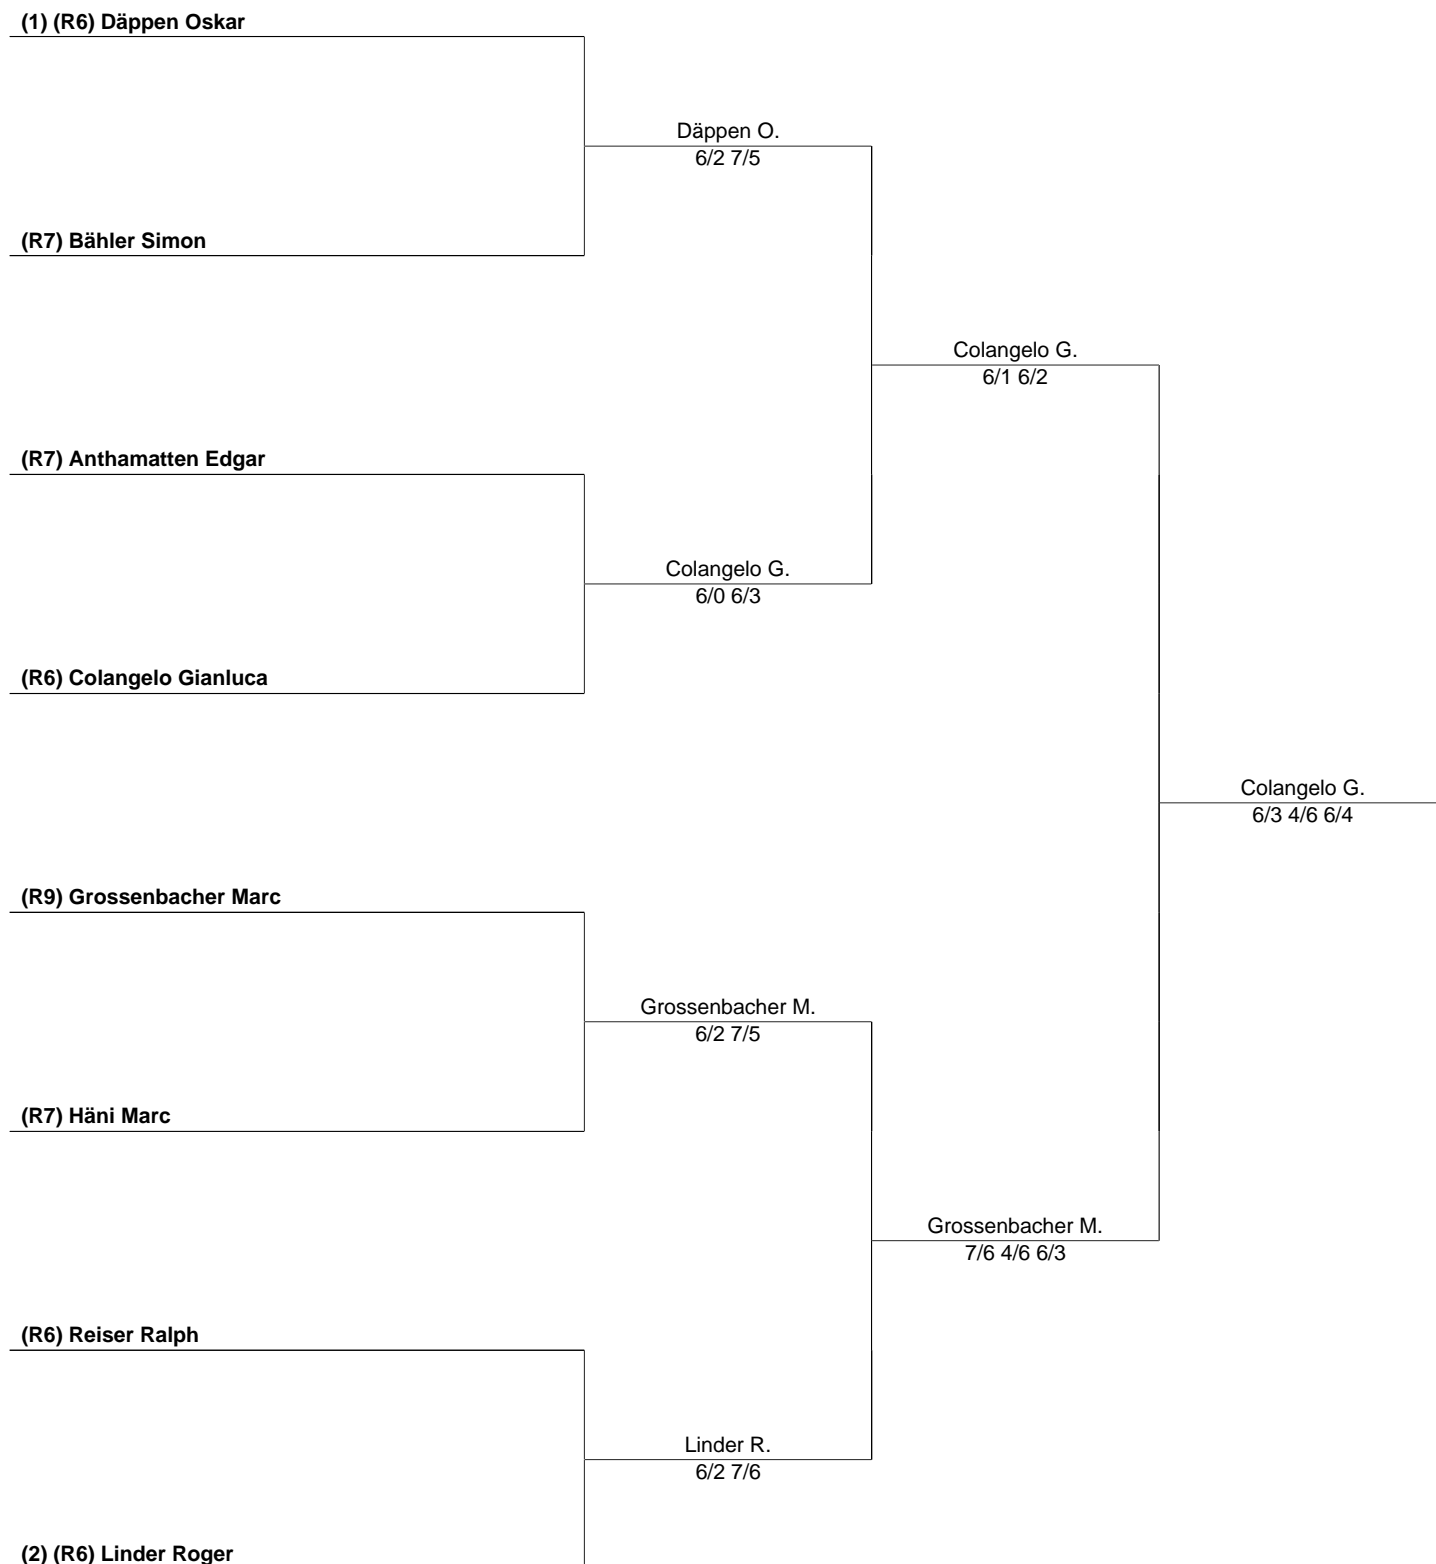 (1) (R6) Däppen Oskar
Däppen O.
6/2 7/5
(R7) Bähler Simon
Colangelo G.
6/1 6/2
(R7) Anthamatten Edgar
Colangelo G.
6/0 6/3
(R6) Colangelo Gianluca
Colangelo G.
6/3 4/6 6/4
(R9) Grossenbacher Marc
Grossenbacher M.
6/2 7/5
(R7) Häni Marc
Grossenbacher M.
7/6 4/6 6/3
(R6) Reiser Ralph
Linder R.
6/2 7/6
(2) (R6) Linder Roger